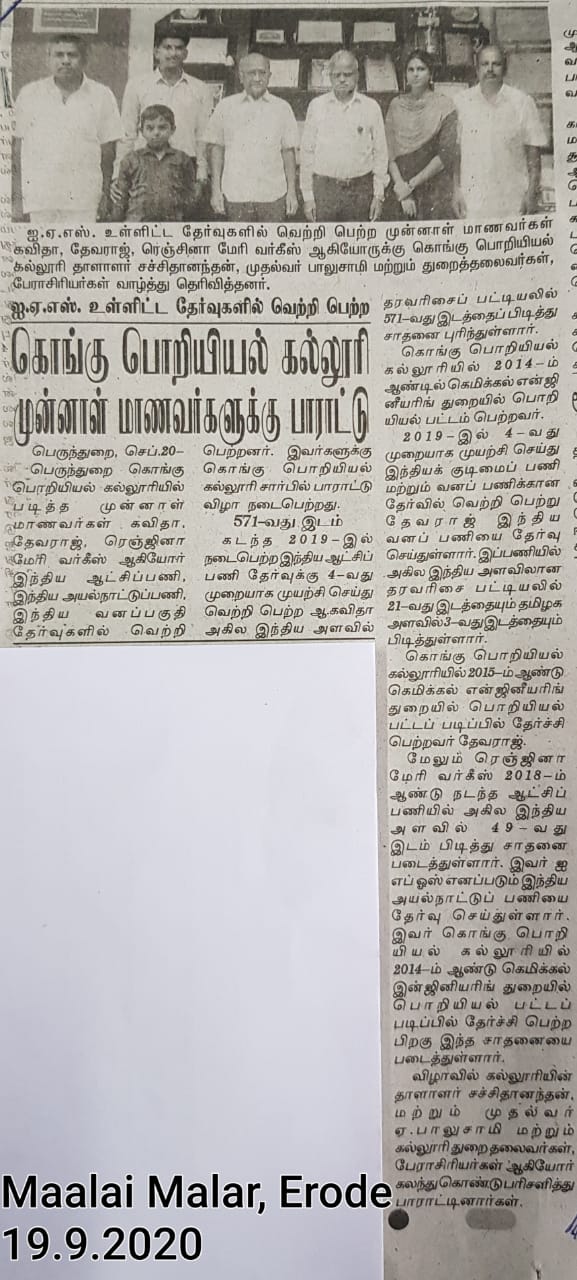 ஐ.ஏ.எஸ். உள்ளிட்ட தேர்வுகளில் வெற்றி பெற்ற முன்னாள் மாணவர்கள்
கவிதா, தேவராஜ், ரெஞ்சினா மேரி வர்கீஸ் ஆகியோருக்கு கொங்கு பொறியியல்
கல்லூரி தாளாளர் சச்சிதானந்தன், முதல்வர் பாலுசாமி மற்றும் துறைத்தலைவர்கள்,
பேராசிரியர்கள் வாழ்த்து தெரிவித்தனர்.
ஐ.ஏ.எஸ். உள்ளிட்ட தேர்வுகளில் வெற்றி பெற்ற
கொங்கு பொறியியல் கல்லூரி
முன்னாள் மாணவர்களுக்கு பாராட்டு
பெருந்துறை, செப்.20-
பெருந்துறை கொங்கு
பொறியியல் கல்லூரியில்
படித்த முன்னாள்
மாணவர்கள் கவிதா,
தேவராஜ், ரெஞ்ஜினா
மேரி வர்கீஸ் ஆகியோர்
இந்திய ஆட்சிப்பணி,
இந்திய அயல்நாட்டுப்பணி,
இந்திய வனப்பகுதி
தேர்வுகளில் வெற்றி
பெற்றனர். இவர்களுக்கு
கொங்கு பொறியியல்
கல்லூரி சார்பில் பாராட்டு
விழா நடைபெற்றது.
571-வது இடம்
கடந்த 2019-இல்
நடைபெற்ற இந்திய ஆட்சிப்
பணி தேர்வுக்கு 4-வது
முறையாக முயற்சி செய்து
வெற்றி பெற்ற ஆ.கவிதா
அகில இந்திய அளவில்
தரவரிசைப் பட்டியலில்
571-வது இடத்தைப் பிடித்து
சாதனை புரிந்துள்ளார்.
கொங்கு பொறியியல்
கல்லூரியில் 2014-ம்
ஆண்டில் கெமிக்கல் என்ஜி
னீயரிங் துறையில் பொறி
யியல் பட்டம் பெற்றவர்.
2019-இல் 4-வது
முறையாக முயற்சி செய்து
இந்தியக் குடிமைப் பணி
மற்றும் வனப் பணிக்கான
தேர்வில் வெற்றி பெற்று
தேவராஜ் இந்திய
வனப் பணியை தேர்வு
செய்துள்ளார். இப்பணியில்
அகில இந்திய அளவிலான
தரவரிசை பட்டியலில்
21-வது இடத்தையும் தமிழக
அளவில் 3-வது இடத்தையும்
பிடித்துள்ளார்.
கொங்கு பொறியியல்
கல்லூரியில் 2015-ம் ஆண்டு
கெமிக்கல் என்ஜினீயரிங்
துறையில் பொறியியல்
பட்டப் படிப்பில் தேர்ச்சி
பெற்றவர் தேவராஜ்.
மேலும் ரெஞ்ஜினா
மேரி வர்கீஸ் 2018-ம்
ஆண்டு நடந்த ஆட்சிப்
பணியில் அகில இந்திய
அளவில் 49-வது
இடம் பிடித்து சாதனை
படைத்துள்ளார். இவர் ஐ
எப் ஓஸ் எனப்படும் இந்திய
அயல்நாட்டுப் பணியை
தேர்வு செய்துள்ளார்.
இவர் கொங்கு பொறி
யியல் கல்லூரியில்
2014-ம் ஆண்டு கெமிக்கல்
இன்ஜினியரிங் துறையில்
பொறியியல் பட்டப்
படிப்பில் தேர்ச்சி பெற்ற
பிறகு இந்த சாதனையை
படைத்துள்ளார்.
விழாவில் கல்லூரியின்
தாளாளர் சச்சிதானந்தன்,
மற்றும் முதல்வர்
ஏ.பாலுசாமி மற்றும்
கல்லூரி துறைதலைவர்கள்,
பேராசிரியர்கள் ஆகியோர்
கலந்துகொண்டு பரிசளித்து
பாராட்டினார்கள்.
Maalai Malar, Erode
19.9.2020